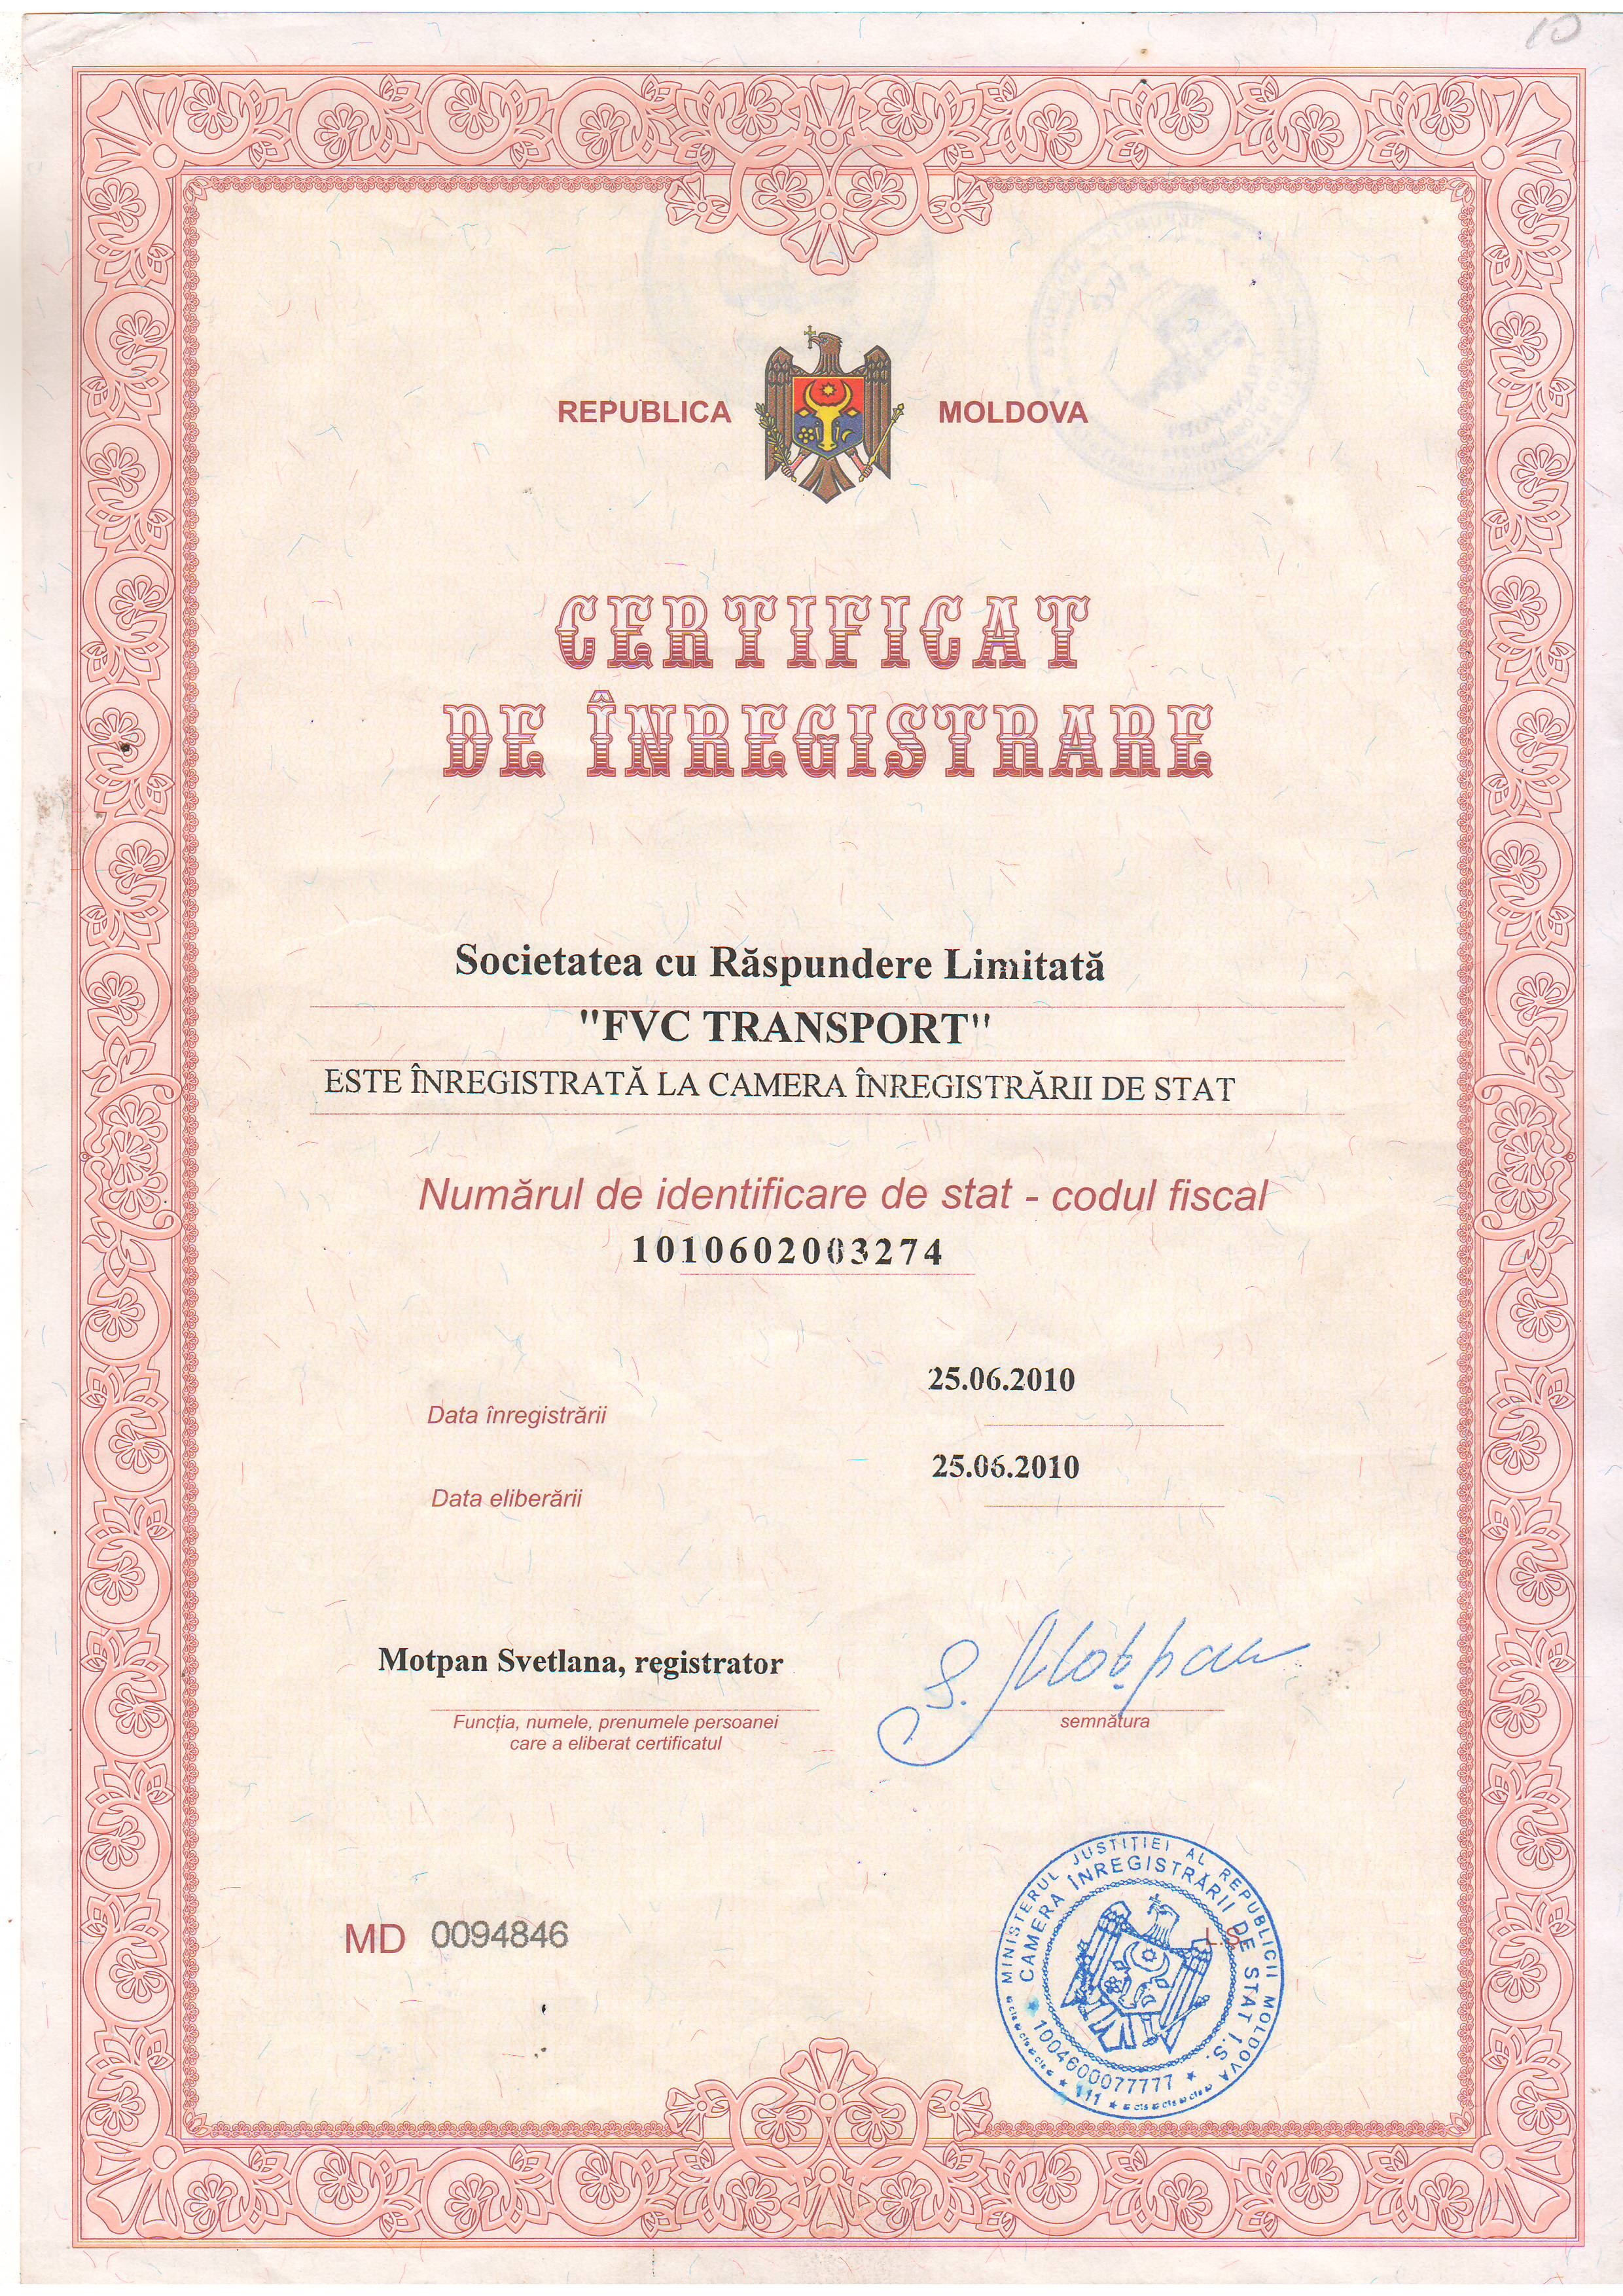 10
REPUBLICA MOLDOVA
CERTIFICAT
DE ÎNREGISTRARE
Societatea cu Răspundere Limitată
"FVC TRANSPORT"
ESTE ÎNREGISTRATĂ LA CAMERA ÎNREGISTRĂRII DE STAT
Numărul de identificare de stat - codul fiscal
1010602003274
25.06.2010
Data înregistrării
25.06.2010
Data eliberării
Motpan Svetlana, registrator
S. Motpan
Funcția, numele, prenumele persoanei
care a eliberat certificatul
semnătura
MD 0094846
L.Ș.
MINISTERUL JUSTIȚIEI AL REPUBLICII MOLDOVA
CAMERA ÎNREGISTRĂRII DE STAT Î.S.
1004600077777
111